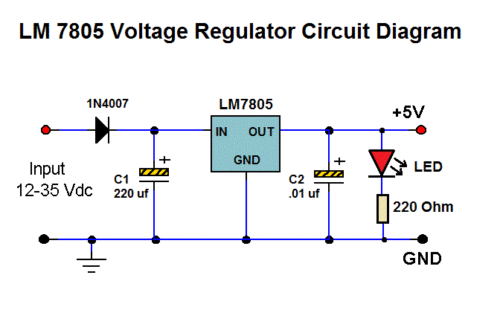 LM 7805 Voltage Regulator Circuit Diagram
1N4007
LM7805
+5V
IN OUT
GND
Input
12-35 Vdc
+
C1
220 uf
+
C2
.01 uf
LED
220 Ohm
GND